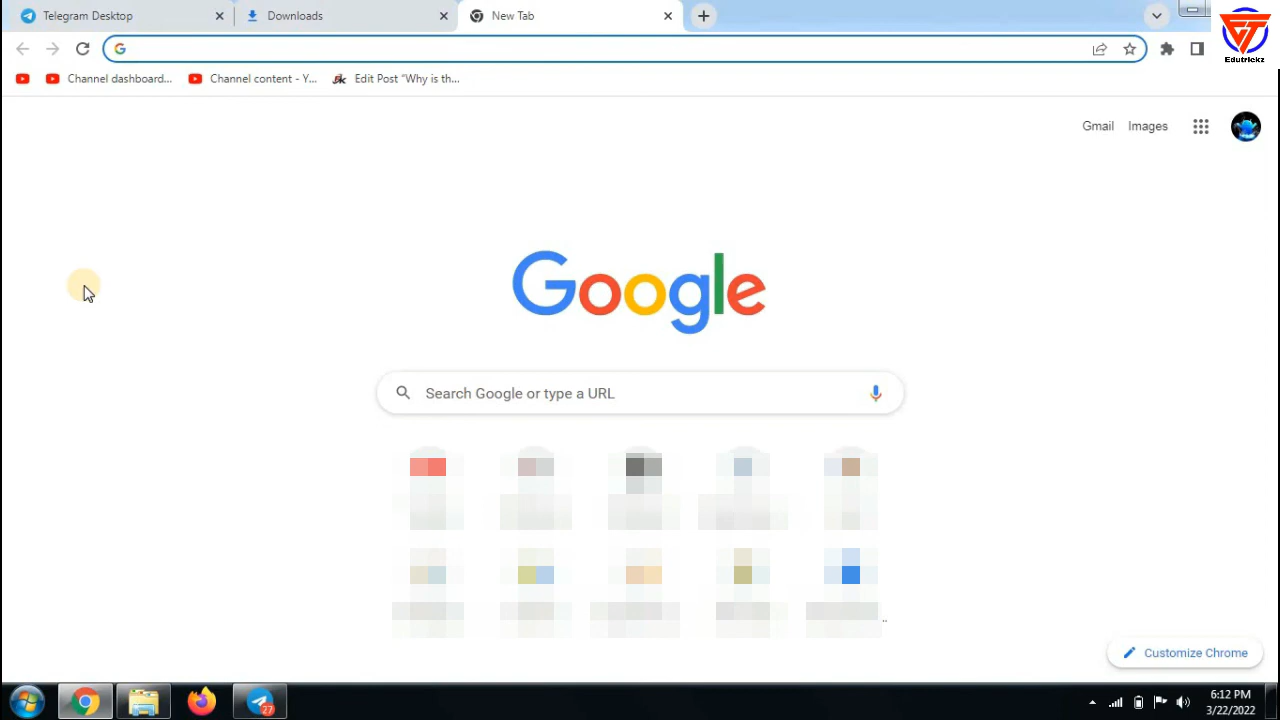 Telegram Desktop
Downloads
New Tab
Edutrickz
Channel dashboard...
Channel content - Y...
Edit Post “Why is th...
Gmail
Images
Google
Search Google or type a URL
Customize Chrome
27
6:12 PM
3/22/2022